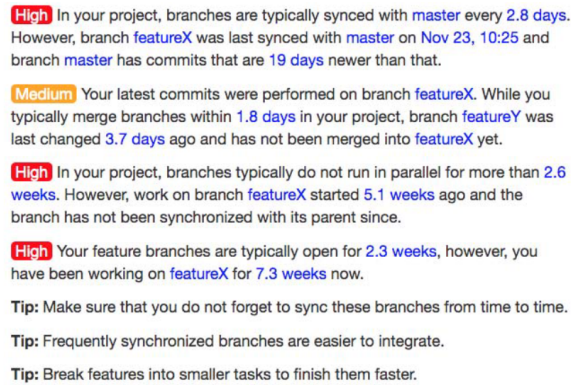 High In your project, branches are typically synced with master every 2.8 days.
However, branch featureX was last synced with master on Nov 23, 10:25 and
branch master has commits that are 19 days newer than that.
Medium Your latest commits were performed on branch featureX. While you
typically merge branches within 1.8 days in your project, branch featureY was
last changed 3.7 days ago and has not been merged into featureX yet.
High In your project, branches typically do not run in parallel for more than 2.6
weeks. However, work on branch featureX started 5.1 weeks ago and the
branch has not been synchronized with its parent since.
High Your feature branches are typically open for 2.3 weeks, however, you
have been working on featureX for 7.3 weeks now.
Tip: Make sure that you do not forget to sync these branches from time to time.
Tip: Frequently synchronized branches are easier to integrate.
Tip: Break features into smaller tasks to finish them faster.